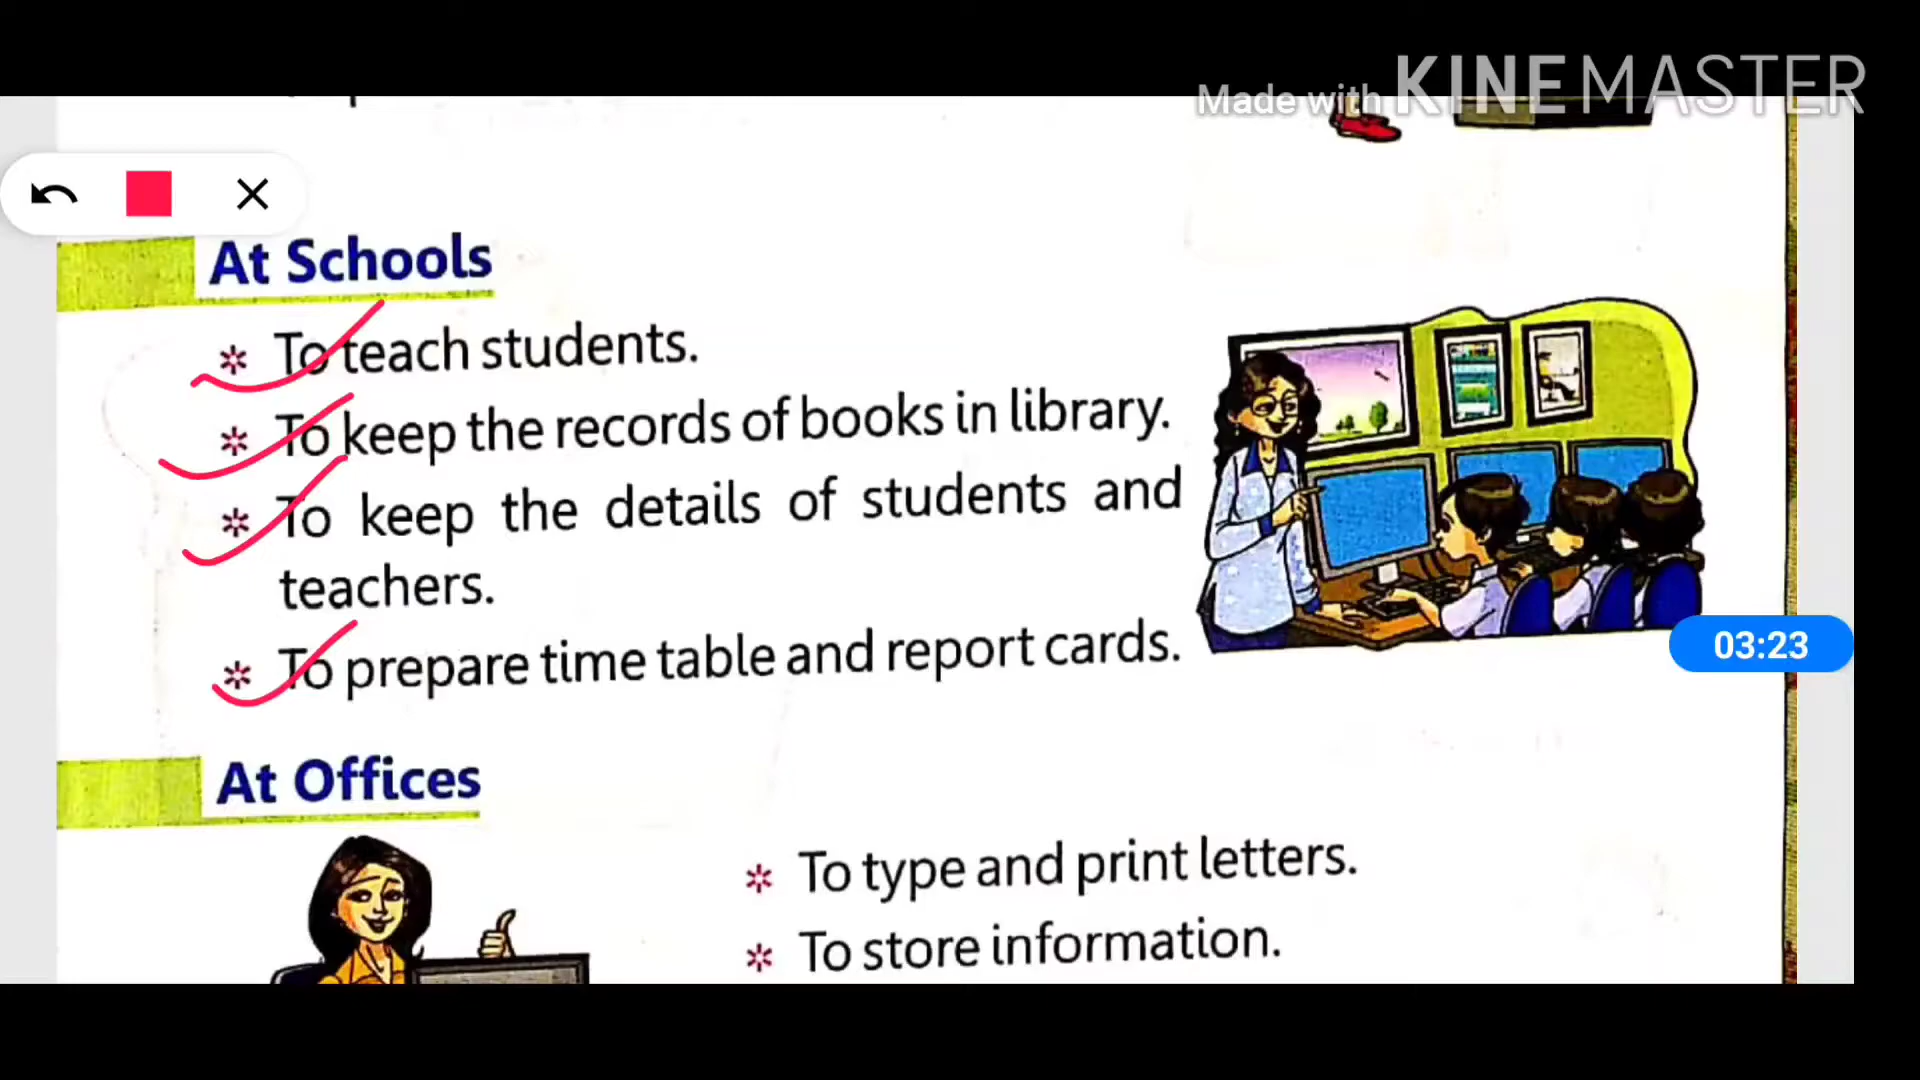 Made with KINEMASTER
At Schools
* To teach students.
* To keep the records of books in library.
* To keep the details of students and
teachers.
* To prepare time table and report cards.
03:23
At Offices
* To type and print letters.
* To store information.